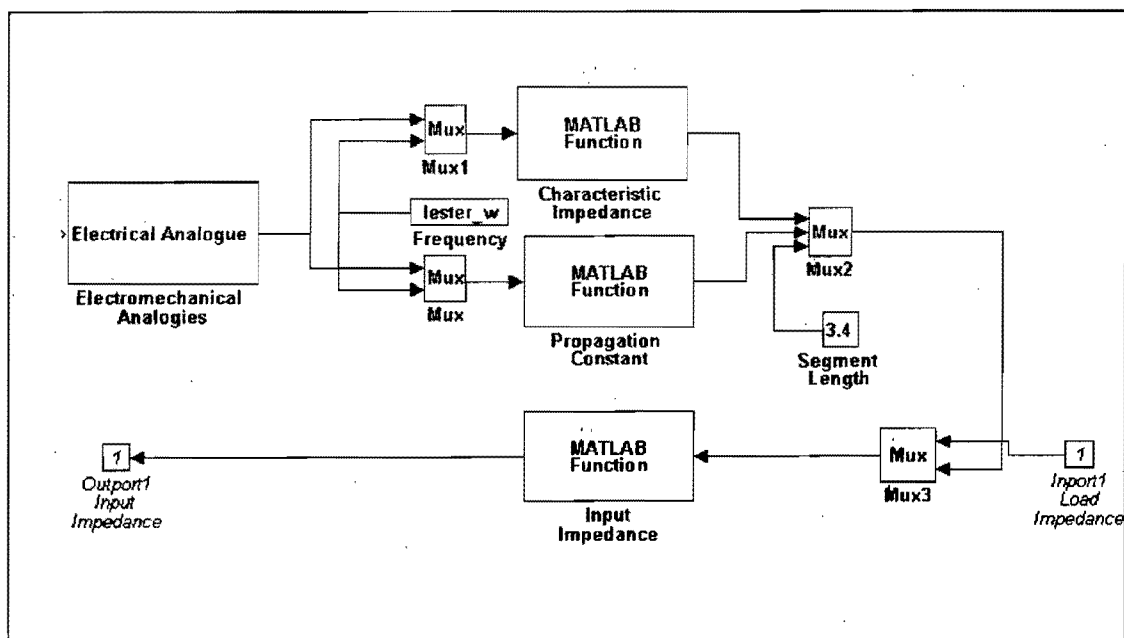 Mux
Mux1
MATLAB
Function
Characteristic
Impedance
Electrical Analogue
Electromechanical
Analogies
lester_w
Frequency
Mux
Mux
MATLAB
Function
Propagation
Constant
Mux
Mux2
3.4
Segment
Length
1
Outport1
Input
Impedance
MATLAB
Function
Input
Impedance
Mux
Mux3
1
Inport1
Load
Impedance